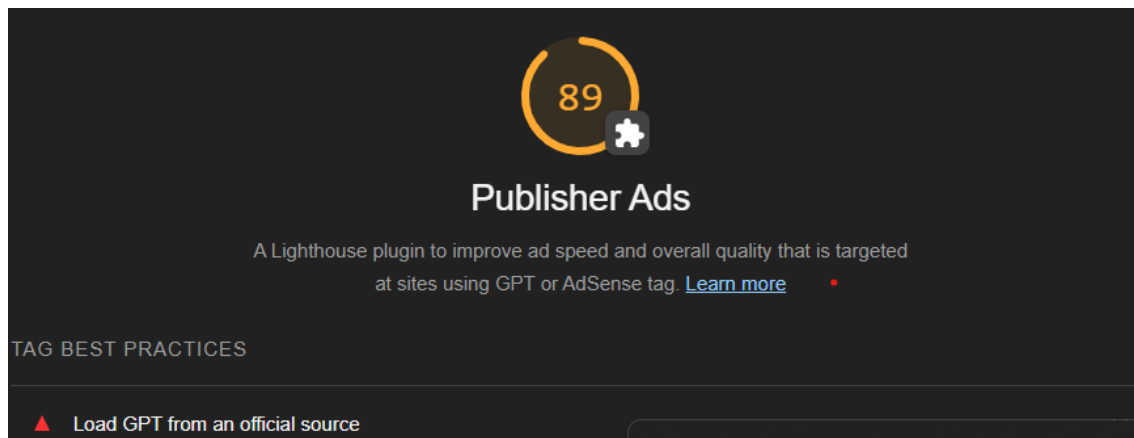 89
Publisher Ads
A Lighthouse plugin to improve ad speed and overall quality that is targeted
at sites using GPT or AdSense tag. Learn more
TAG BEST PRACTICES
Load GPT from an official source